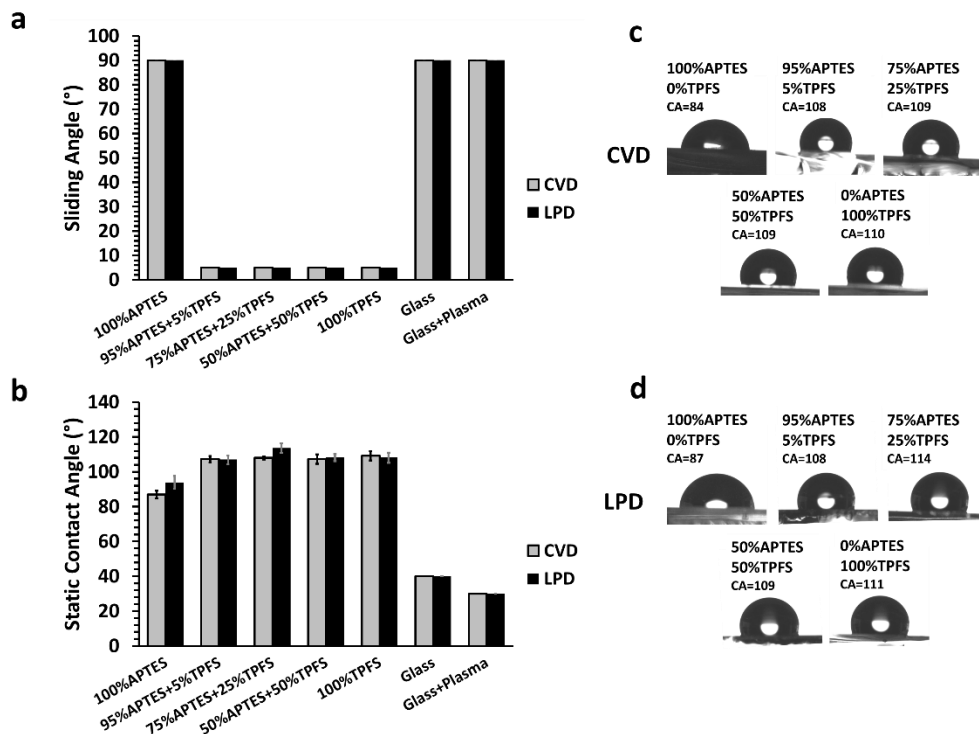 a
100
90
80
70
60
50
40
30
20
10
0
Sliding Angle (°)
CVD
LPD
100%APTES
95%APTES+5%TPFS
75%APTES+25%TPFS
50%APTES+50%TPFS
100%TPFS
Glass
Glass+Plasma
b
140
120
100
80
60
40
20
0
Static Contact Angle (°)
CVD
LPD
100%APTES
95%APTES+5%TPFS
75%APTES+25%TPFS
50%APTES+50%TPFS
100%TPFS
Glass
Glass+Plasma
c
CVD
100%APTES
0%TPFS
CA=84
95%APTES
5%TPFS
CA=108
75%APTES
25%TPFS
CA=109
50%APTES
50%TPFS
CA=109
0%APTES
100%TPFS
CA=110
d
LPD
100%APTES
0%TPFS
CA=87
95%APTES
5%TPFS
CA=108
75%APTES
25%TPFS
CA=114
50%APTES
50%TPFS
CA=109
0%APTES
100%TPFS
CA=111